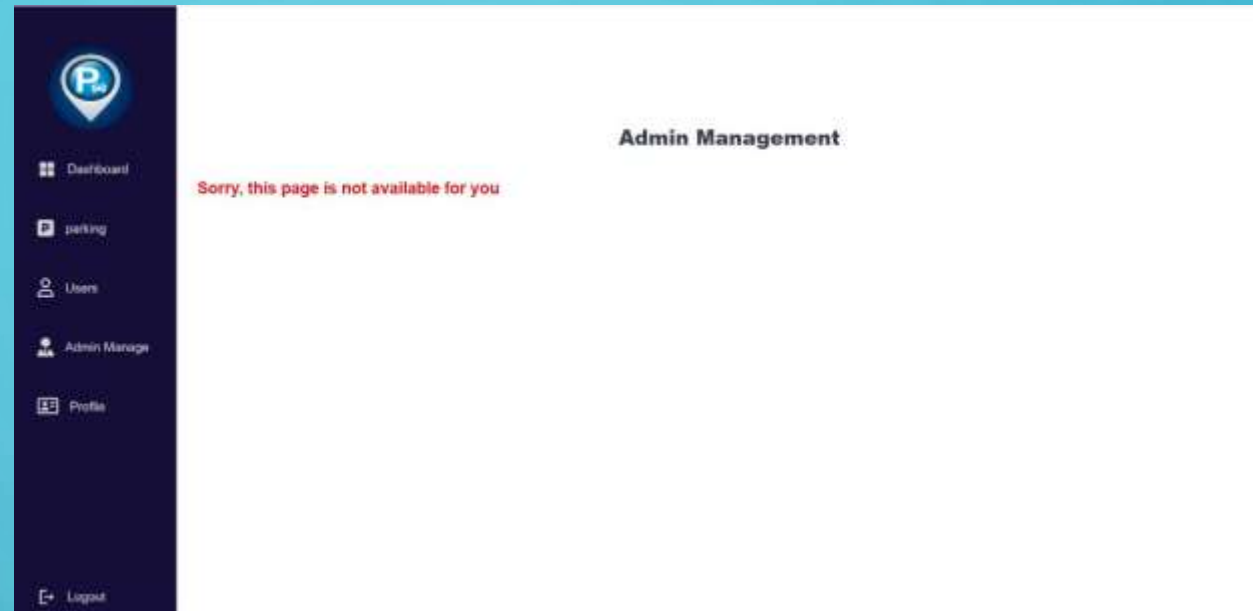 P
Dashboard
P parking
Users
Admin Manage
Profile
Logout
Admin Management
Sorry, this page is not available for you